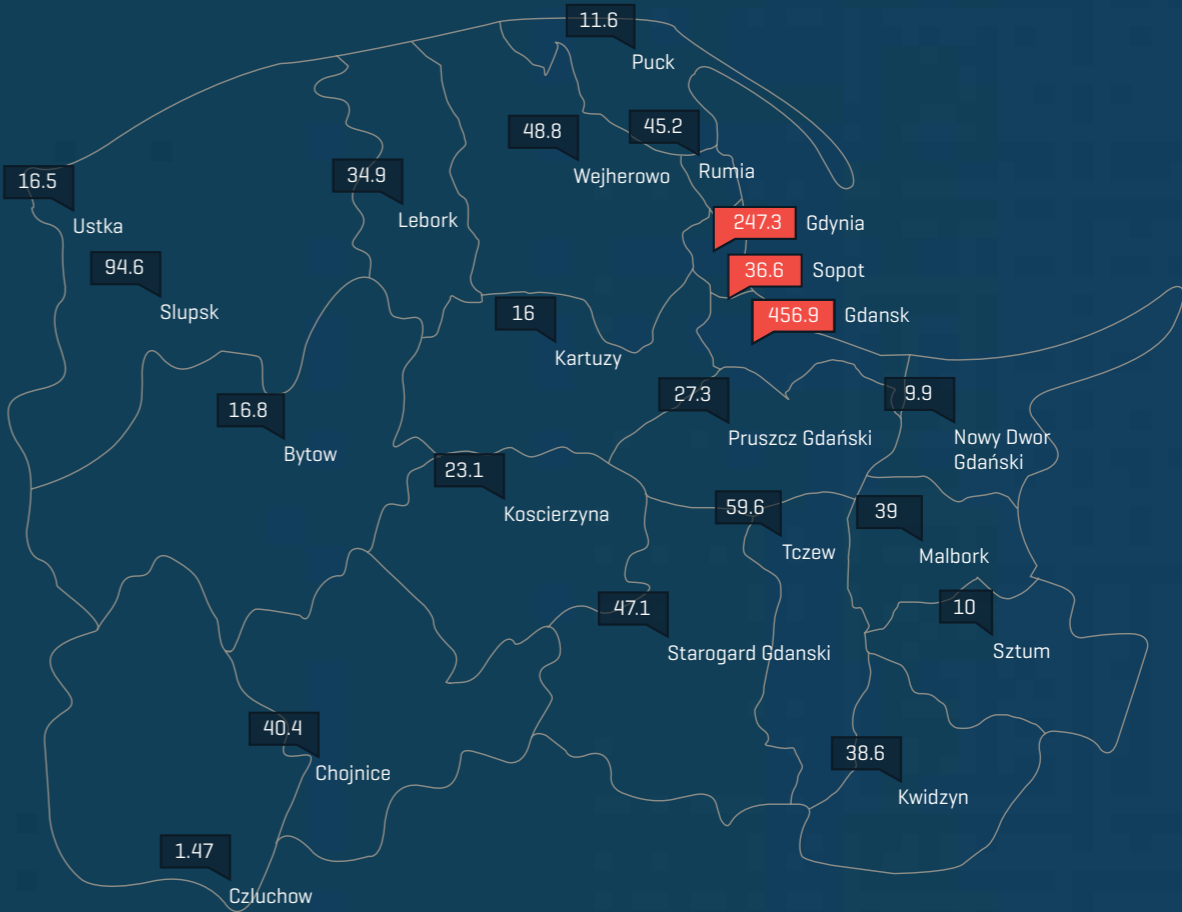 11.6
Puck
48.8
Wejherowo
45.2
Rumia
16.5
Ustka
34.9
Lebork
247.3 Gdynia
94.6
Slupsk
36.6 Sopot
456.9 Gdansk
16
Kartuzy
16.8
Bytow
27.3
Pruszcz Gdański
9.9
Nowy Dwor
Gdański
23.1
Koscierzyna
59.6
Tczew
39
Malbork
47.1
Starogard Gdanski
10
Sztum
40.4
Chojnice
38.6
Kwidzyn
1.47
Czluchow